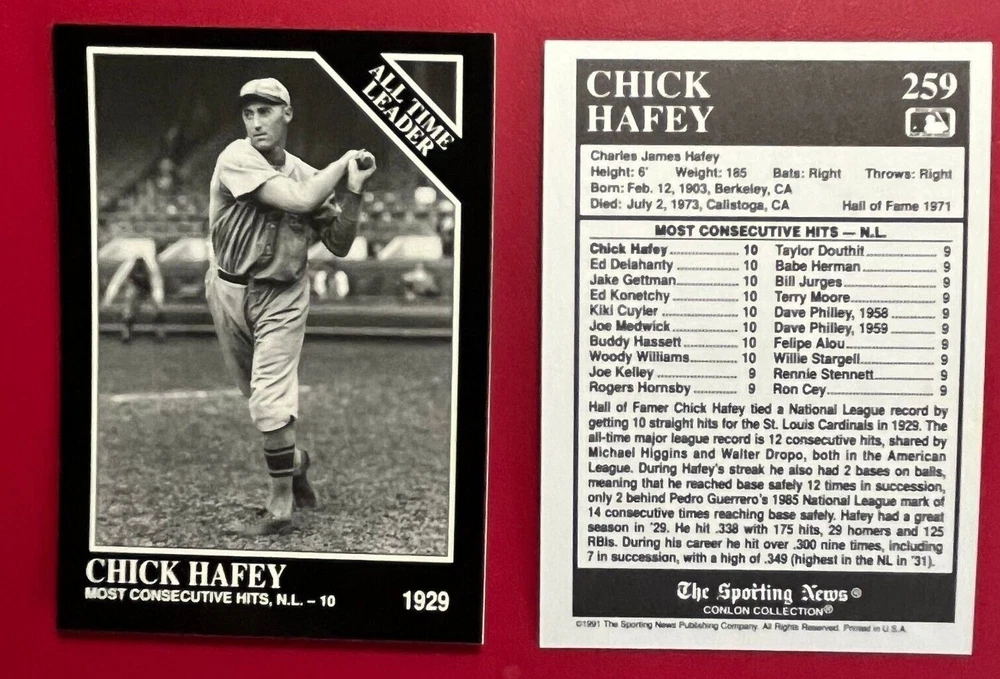 ALL TIME
LEADER
CHICK HAFEY
MOST CONSECUTIVE HITS, N.L. – 10
1929
CHICK
HAFEY
259
Charles James Hafey
Height: 6' Weight: 185 Bats: Right Throws: Right
Born: Feb. 12, 1903, Berkeley, CA
Died: July 2, 1973, Calistoga, CA Hall of Fame 1971
MOST CONSECUTIVE HITS — N.L.
Chick Hafey 10 Taylor Douthit 9
Ed Delahanty 10 Babe Herman 9
Jake Gettman 10 Bill Jurges 9
Ed Konetchy 10 Terry Moore 9
Kiki Cuyler 10 Dave Philley, 1958 9
Joe Medwick 10 Dave Philley, 1959 9
Buddy Hassett 10 Felipe Alou 9
Woody Williams 10 Willie Stargell 9
Joe Kelley 9 Rennie Stennett 9
Rogers Hornsby 9 Ron Cey 9
Hall of Famer Chick Hafey tied a National League record by
getting 10 straight hits for the St. Louis Cardinals in 1929. The
all-time major league record is 12 consecutive hits, shared by
Michael Higgins and Walter Dropo, both in the American
League. During Hafey's streak he also had 2 bases on balls,
meaning that he reached base safely 12 times in succession,
only 2 behind Pedro Guerrero's 1985 National League mark of
14 consecutive times reaching base safely. Hafey had a great
season in '29. He hit .338 with 175 hits, 29 homers and 125
RBIs. During his career he hit over .300 nine times, including
7 in succession, with a high of .349 (highest in the NL in '31).
The Sporting News®
CONLON COLLECTION®
©1991 The Sporting News Publishing Company. All Rights Reserved. Printed in U.S.A.